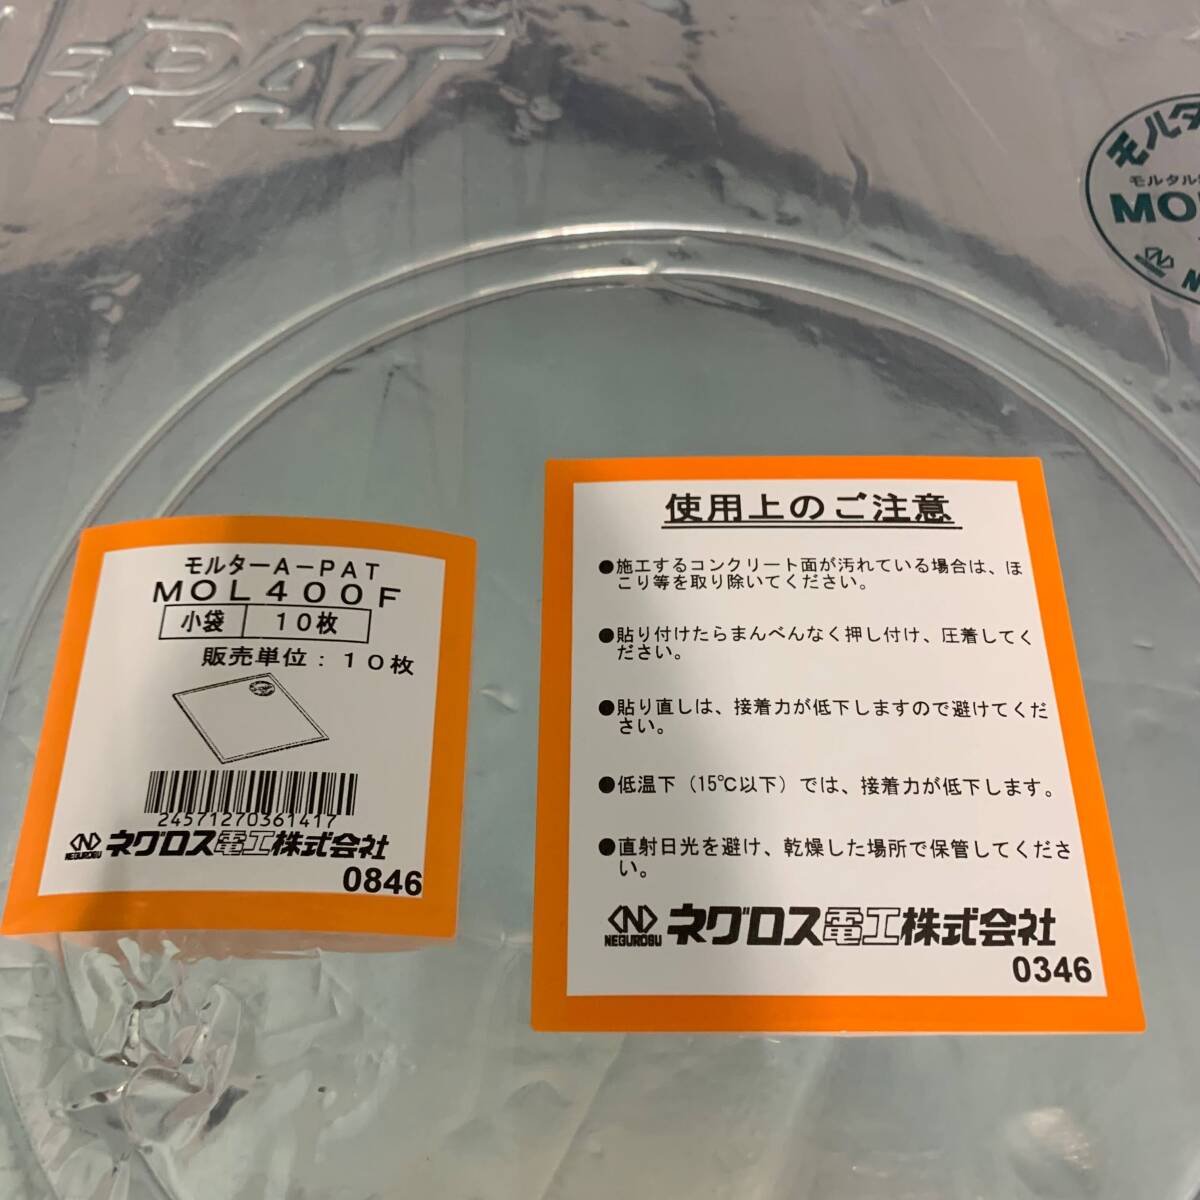 PAT
モルタ
モルタル
MO
モルターA-PAT
MOL400F
小袋 10枚
販売単位：10枚
24571270361417
NEGUROSU ネグロス電工株式会社
0846
使用上のご注意
●施工するコンクリート面が汚れている場合は、ほ
こり等を取り除いてください。
●貼り付けたらまんべんなく押し付け、圧着してく
ださい。
●貼り直しは、接着力が低下しますので避けてくだ
さい。
●低温下（15℃以下）では、接着力が低下します。
●直射日光を避け、乾燥した場所で保管してくださ
い。
NEGUROSU ネグロス電工株式会社
0346